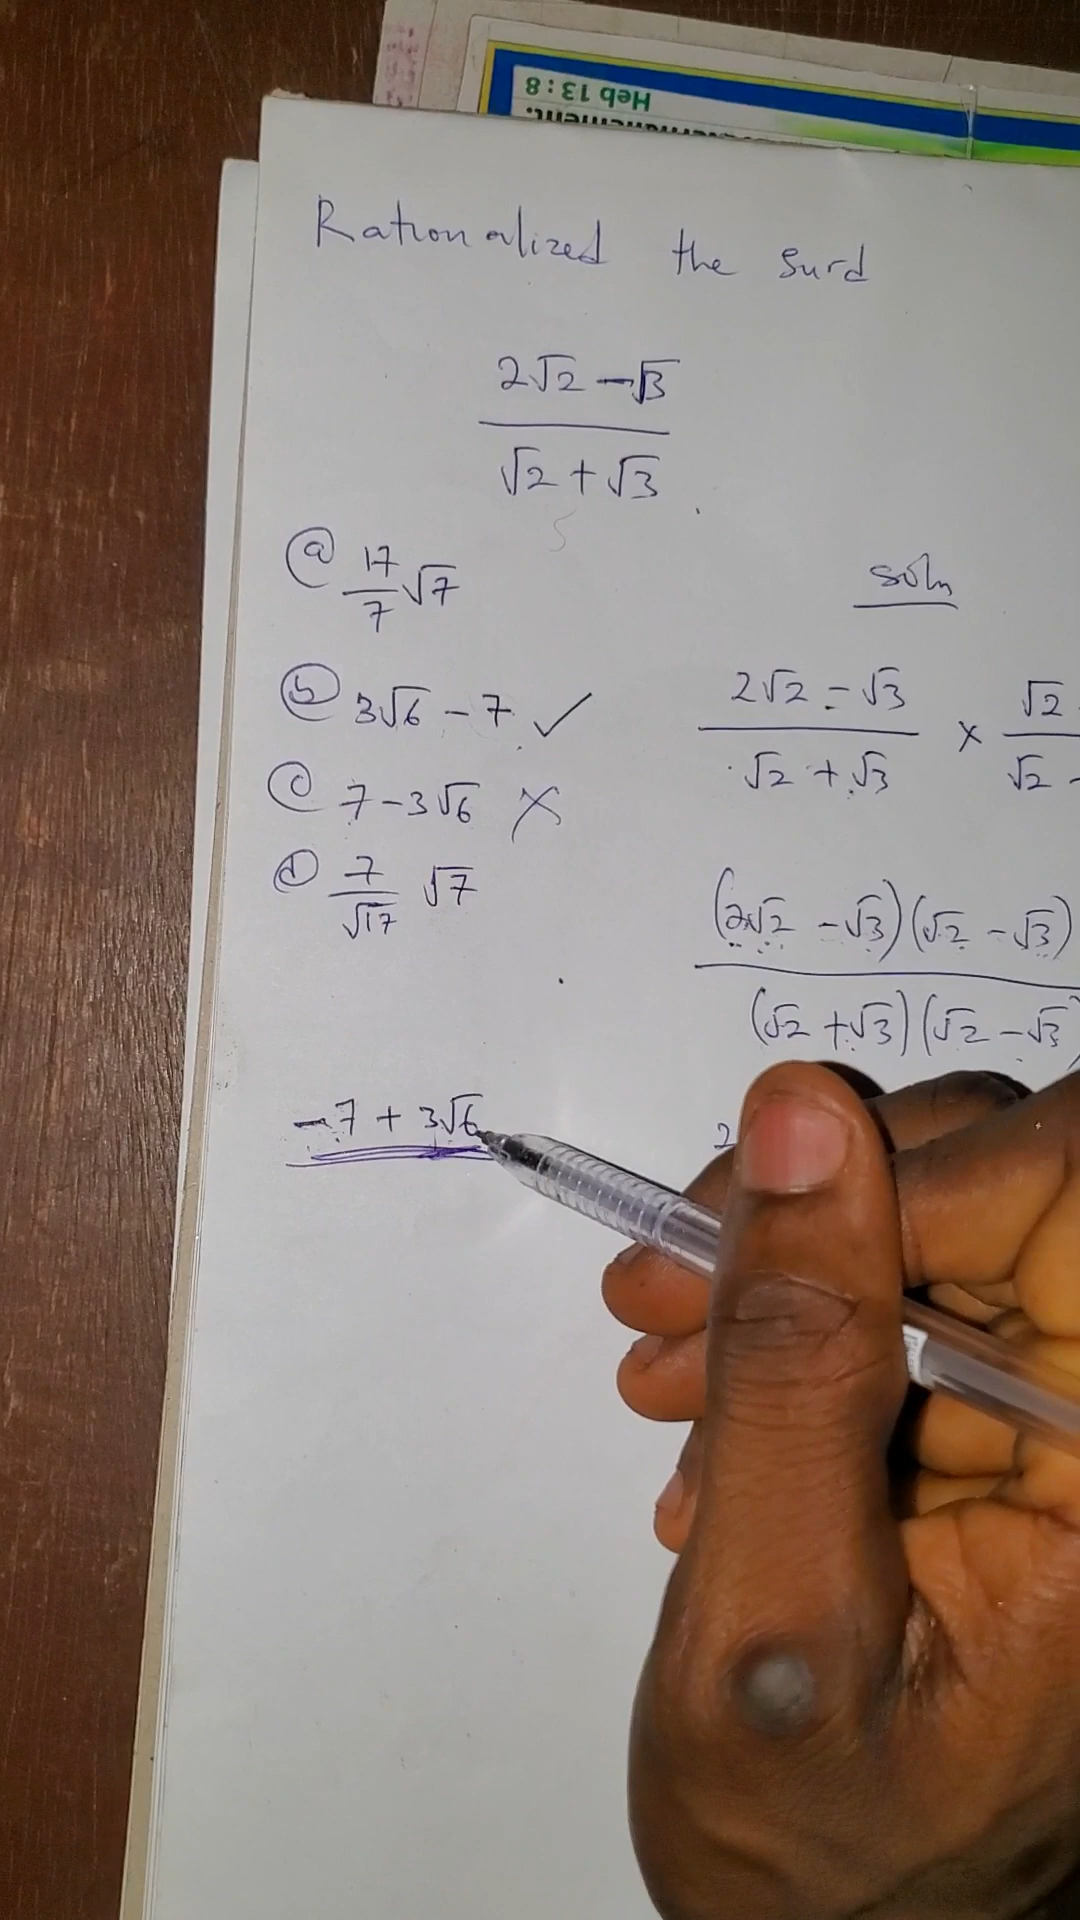 Heb 13:8
Rationalized the surd
2√2 - √3
√2 + √3
(a) 17/7 √7
(b) 3√6 - 7 ✓
(c) 7 - 3√6 X
(d) 7/√17 √7
soln
2√2 - √3 × √2
√2 + √3 √2 -
(2√2 - √3)(√2 - √3)
(√2 + √3)(√2 - √3)
-7 + 3√6
2